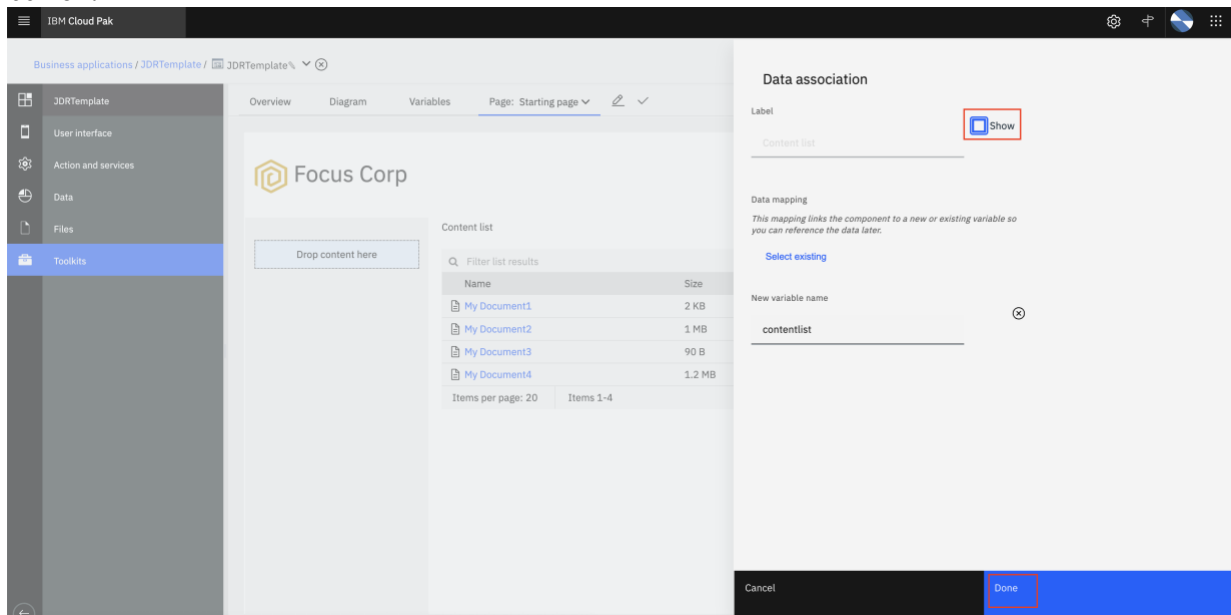 IBM Cloud Pak
Business applications / JDRTemplate / JDRTemplate
JDRTemplate
User interface
Action and services
Data
Files
Toolkits
Overview Diagram Variables Page: Starting page
Focus Corp
Drop content here
Content list
Filter list results
Name Size
My Document1 2 KB
My Document2 1 MB
My Document3 90 B
My Document4 1.2 MB
Items per page: 20 Items 1-4
Data association
Label
Content list
Show
Data mapping
This mapping links the component to a new or existing variable so
you can reference the data later.
Select existing
New variable name
contentlist
Cancel Done